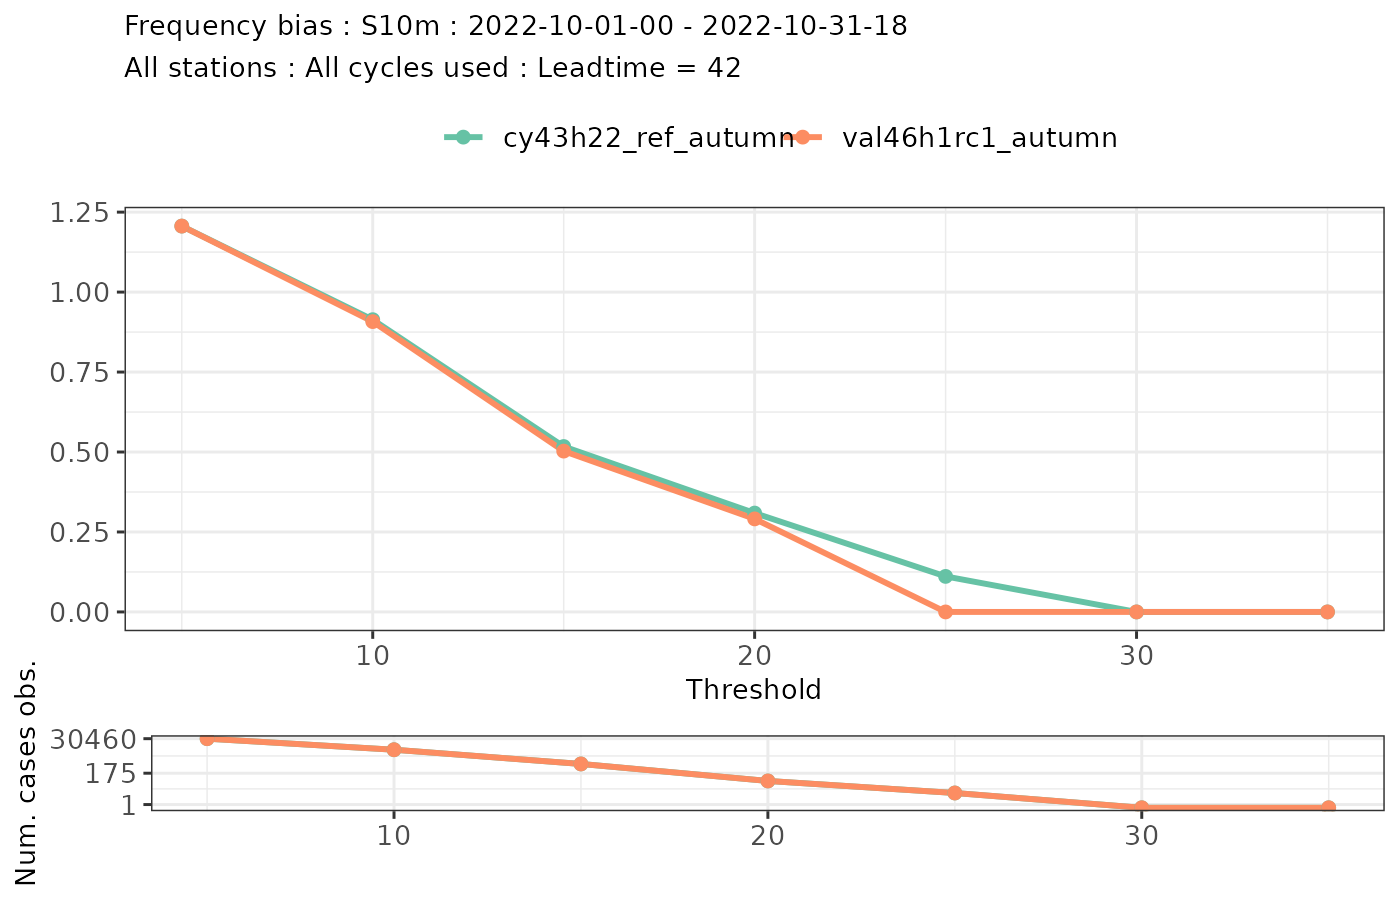 Frequency bias : S10m : 2022-10-01-00 - 2022-10-31-18
All stations : All cycles used : Leadtime = 42
cy43h22_ref_autumn val46h1rc1_autumn
1.25
1.00
0.75
0.50
0.25
0.00
10 20 30
Threshold
Num. cases obs.
30460
175
1
10 20 30